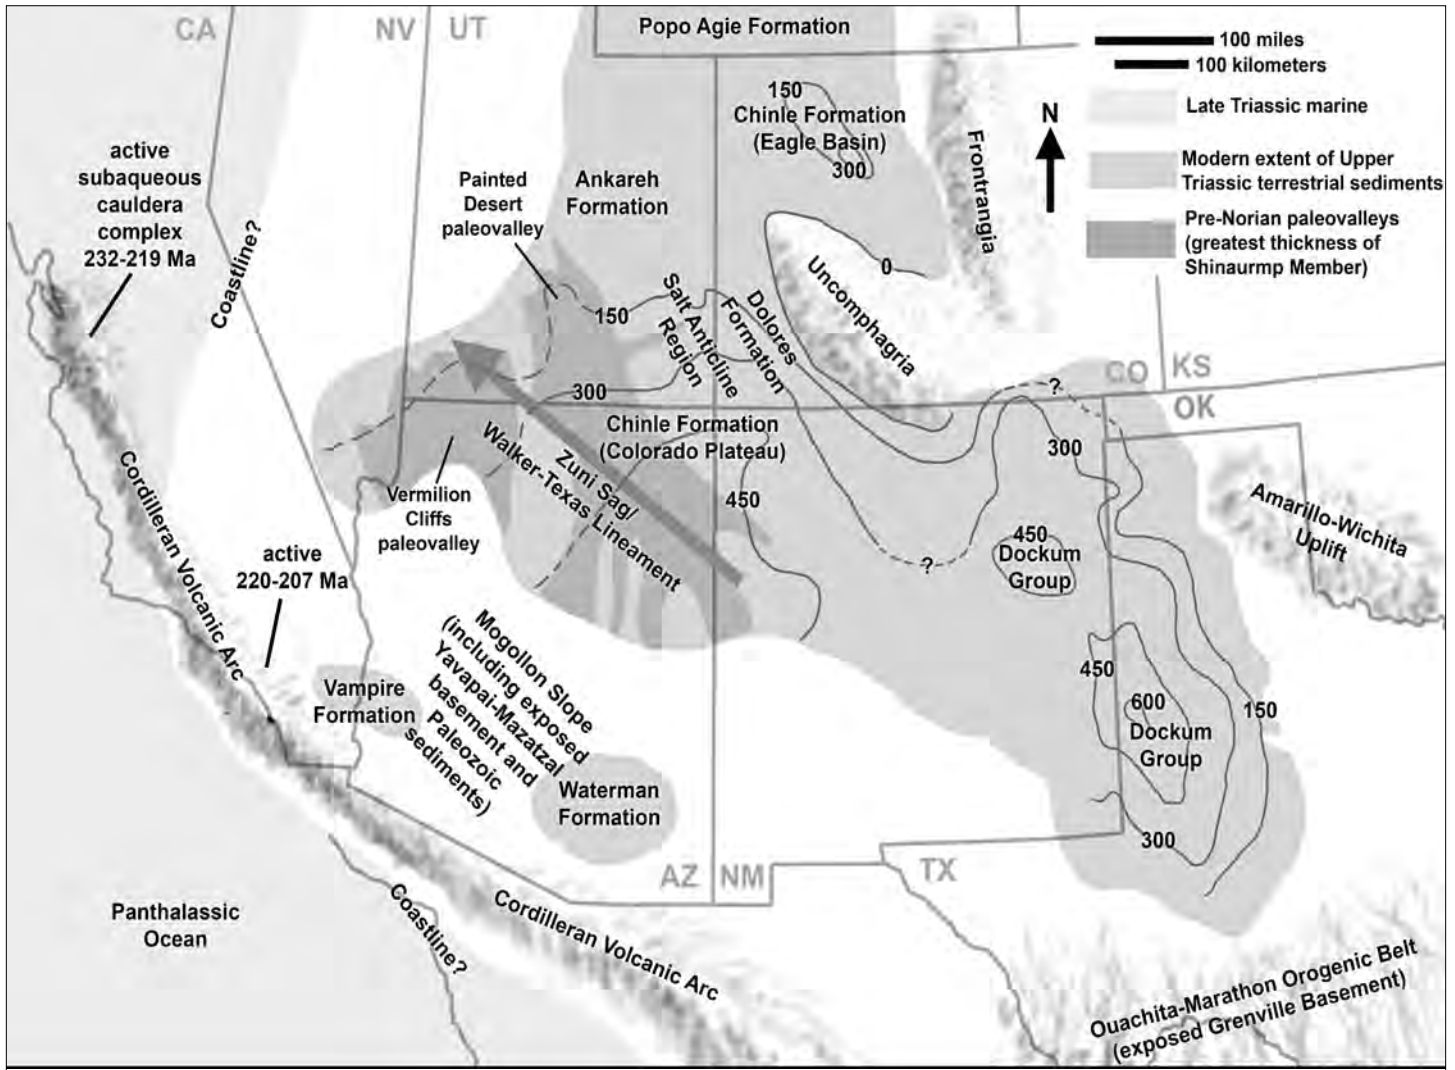 CA
NV
UT
Popo Agie Formation
100 miles
100 kilometers
Late Triassic marine
Modern extent of Upper
Triassic terrestrial sediments
Pre-Norian paleovalleys
(greatest thickness of
Shinaurmp Member)
N
150
Chinle Formation
(Eagle Basin)
300
Frontrangia
active
subaqueous
cauldera
complex
232-219 Ma
Painted
Desert
paleovalley
Ankareh
Formation
Coastline?
0
Uncomphagria
150
Salt Anticline
Region
Dolores
Formation
300
CO
KS
OK
?
Chinle Formation
(Colorado Plateau)
300
450
Zuni Sag/
Walker-Texas Lineament
Vermilion
Cliffs
paleovalley
Amarillo-Wichita
Uplift
Cordilleran Volcanic Arc
active
220-207 Ma
?
450
Dockum
Group
Mogollon Slope
(including exposed
Yavapai-Mazatzal
basement and
Paleozoic
sediments)
Vampire
Formation
450
600
Dockum
Group
150
300
Waterman
Formation
AZ
NM
TX
Panthalassic
Ocean
Coastline?
Cordilleran Volcanic Arc
Ouachita-Marathon Orogenic Belt
(exposed Grenville Basement)